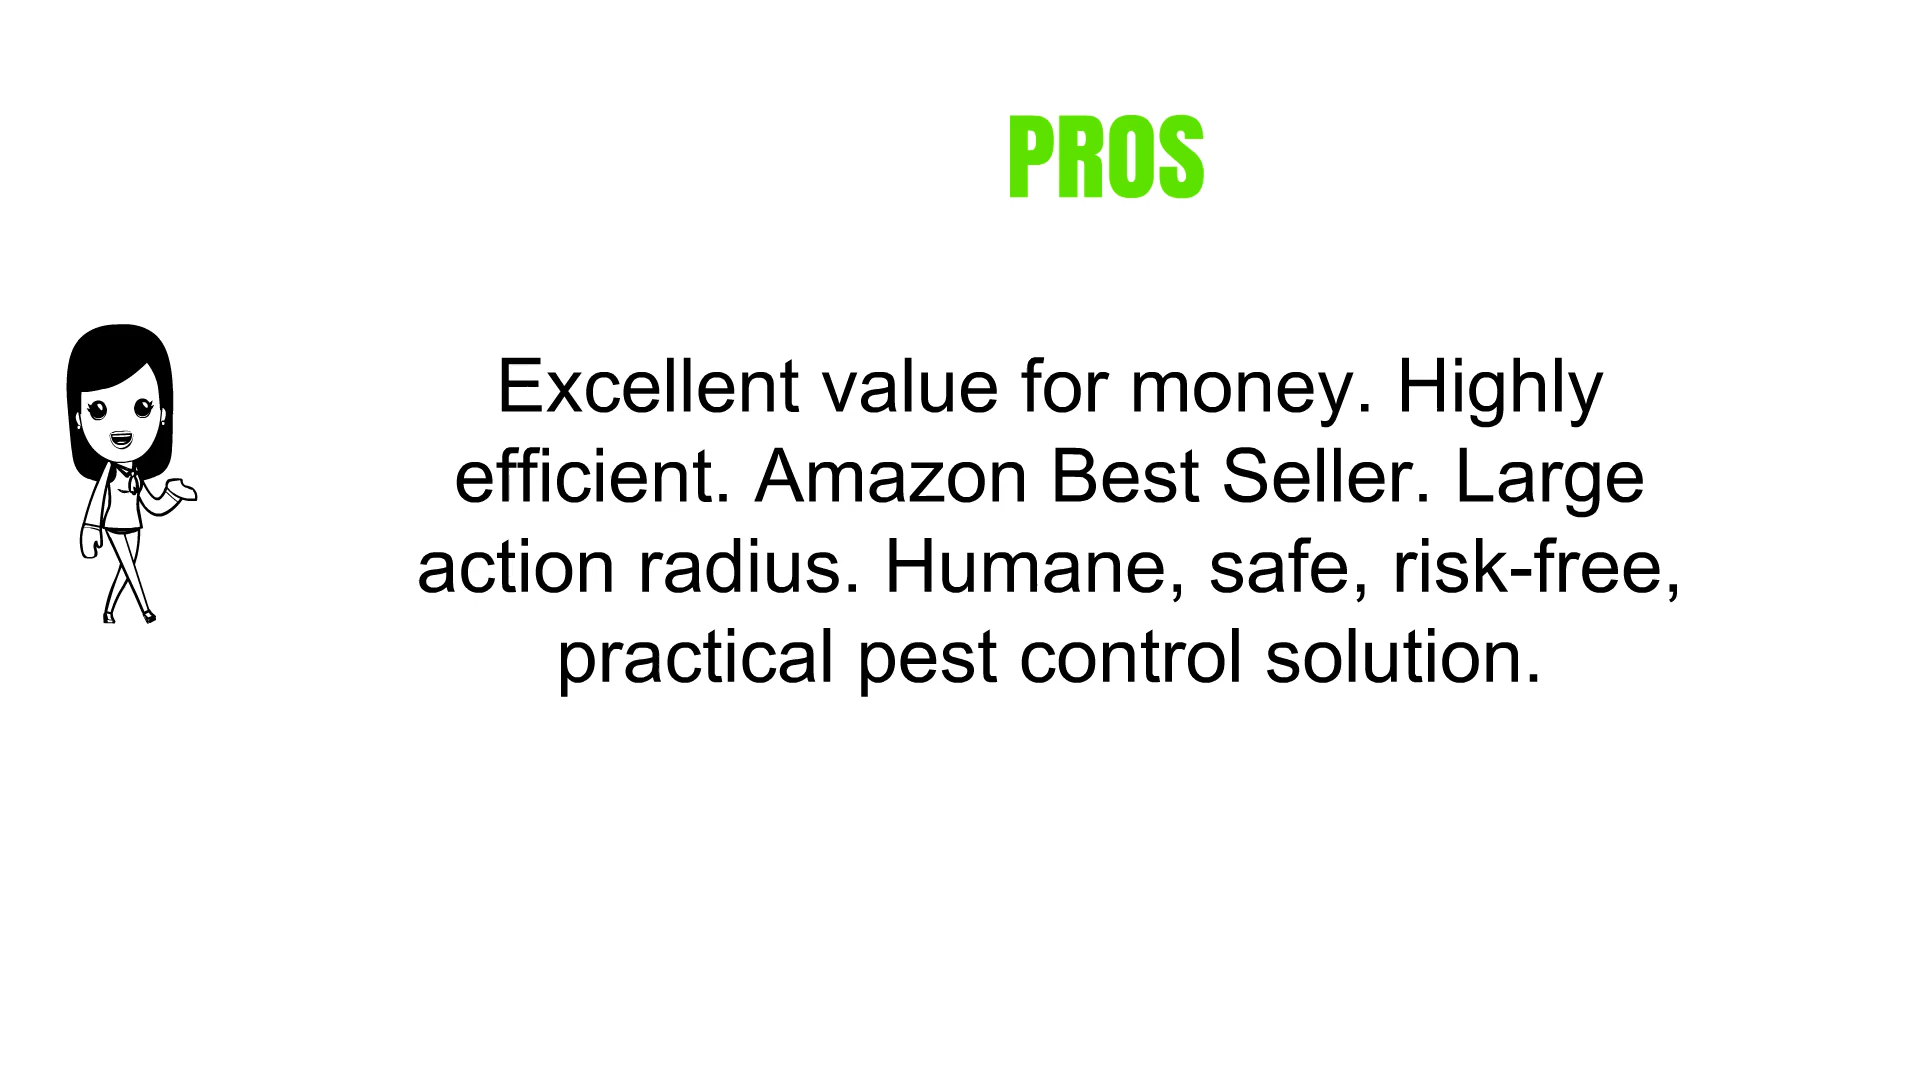 PROS
Excellent value for money. Highly
efficient. Amazon Best Seller. Large
action radius. Humane, safe, risk-free,
practical pest control solution.